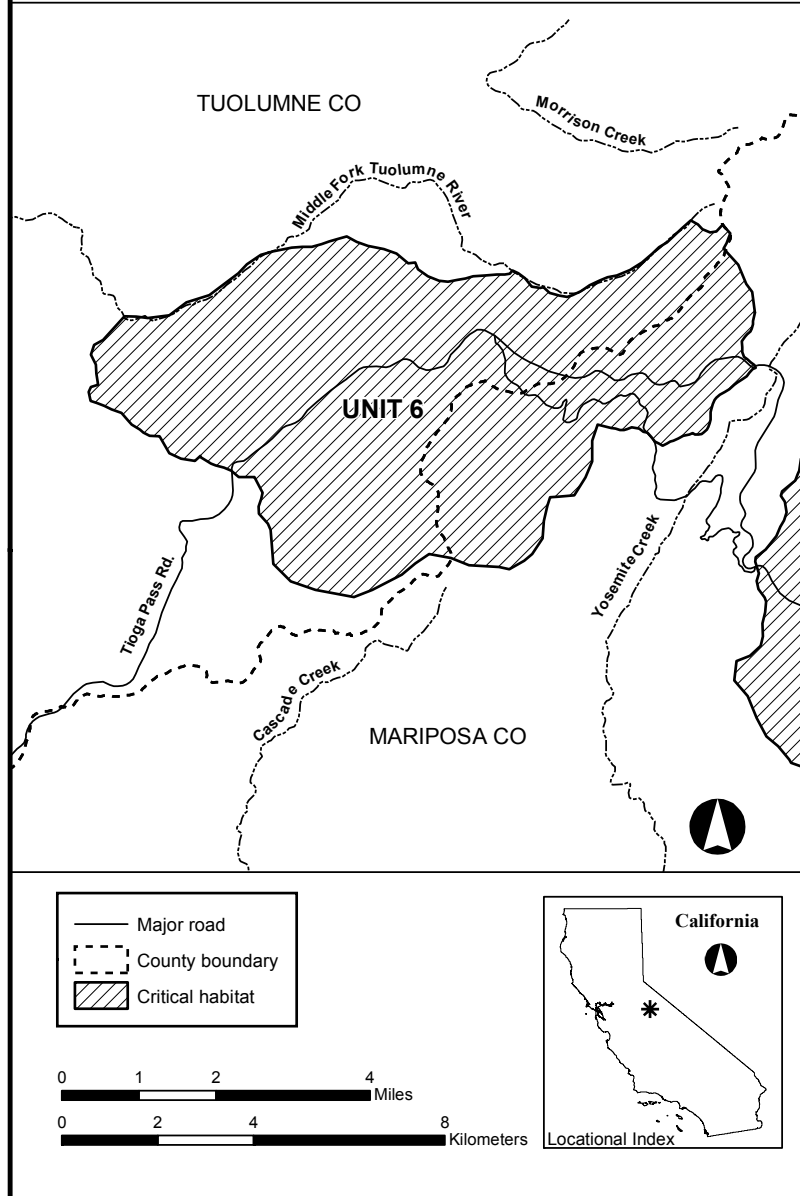 TUOLUMNE CO
Morrison Creek
Middle Fork Tuolumne River
UNIT 6
Tioga Pass Rd.
Yosemite Creek
Cascade Creek
MARIPOSA CO
Major road
County boundary
Critical habitat
California
0 1 2 4
Miles
0 2 4 8
Kilometers
Locational Index